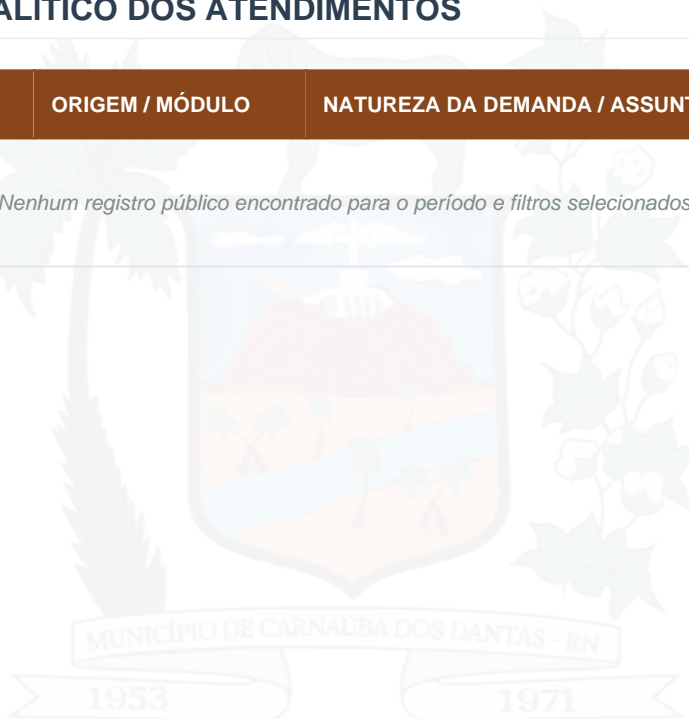 ALÍTICO DOS ATENDIMENTOS
ORIGEM / MÓDULO NATUREZA DA DEMANDA / ASSUNT
Nenhum registro público encontrado para o período e filtros selecionados
MUNICÍPIO DE CARNAÚBA DOS DANTAS - RN
1953 1971